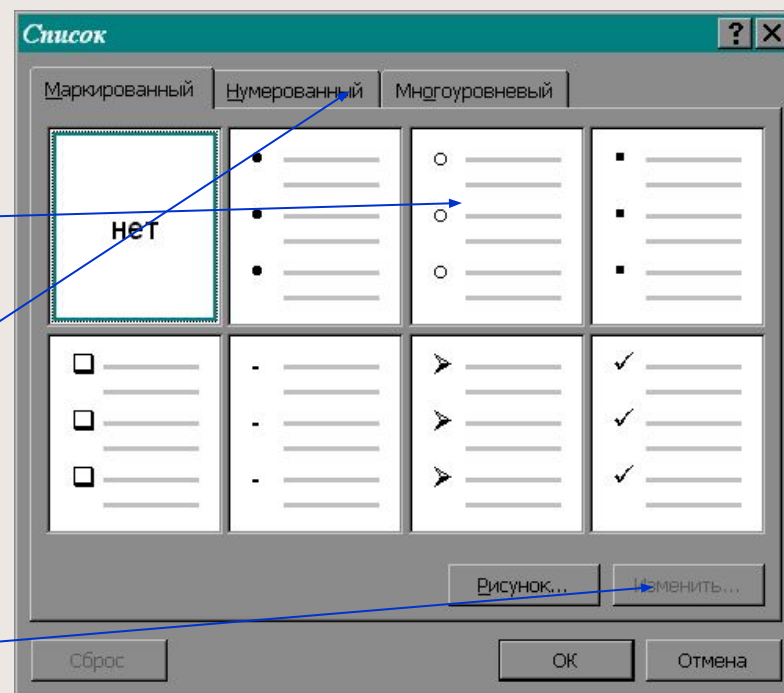 Список
Маркированный Нумерованный Многоуровневый
нет
Рисунок... Изменить...
Сброс ОК Отмена